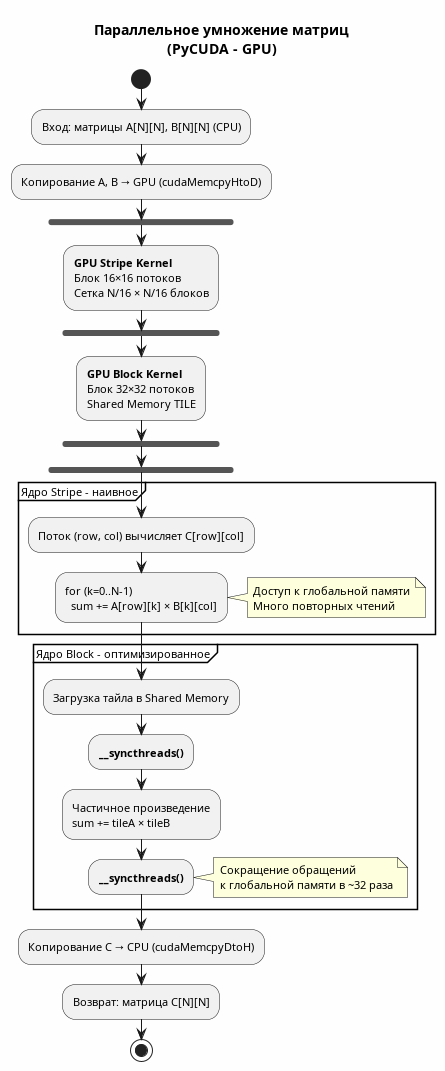 Параллельное умножение матриц
(PyCUDA - GPU)
Вход: матрицы A[N][N], B[N][N] (CPU)
Копирование A, B → GPU (cudaMemcpyHtoD)
GPU Stripe Kernel
Блок 16×16 потоков
Сетка N/16 × N/16 блоков
GPU Block Kernel
Блок 32×32 потоков
Shared Memory TILE
Ядро Stripe - наивное
Поток (row, col) вычисляет C[row][col]
for (k=0..N-1)
sum += A[row][k] × B[k][col]
Доступ к глобальной памяти
Много повторных чтений
Ядро Block - оптимизированное
Загрузка тайла в Shared Memory
__syncthreads()
Частичное произведение
sum += tileA × tileB
__syncthreads()
Сокращение обращений
к глобальной памяти в ~32 раза
Копирование C → CPU (cudaMemcpyDtoH)
Возврат: матрица C[N][N]